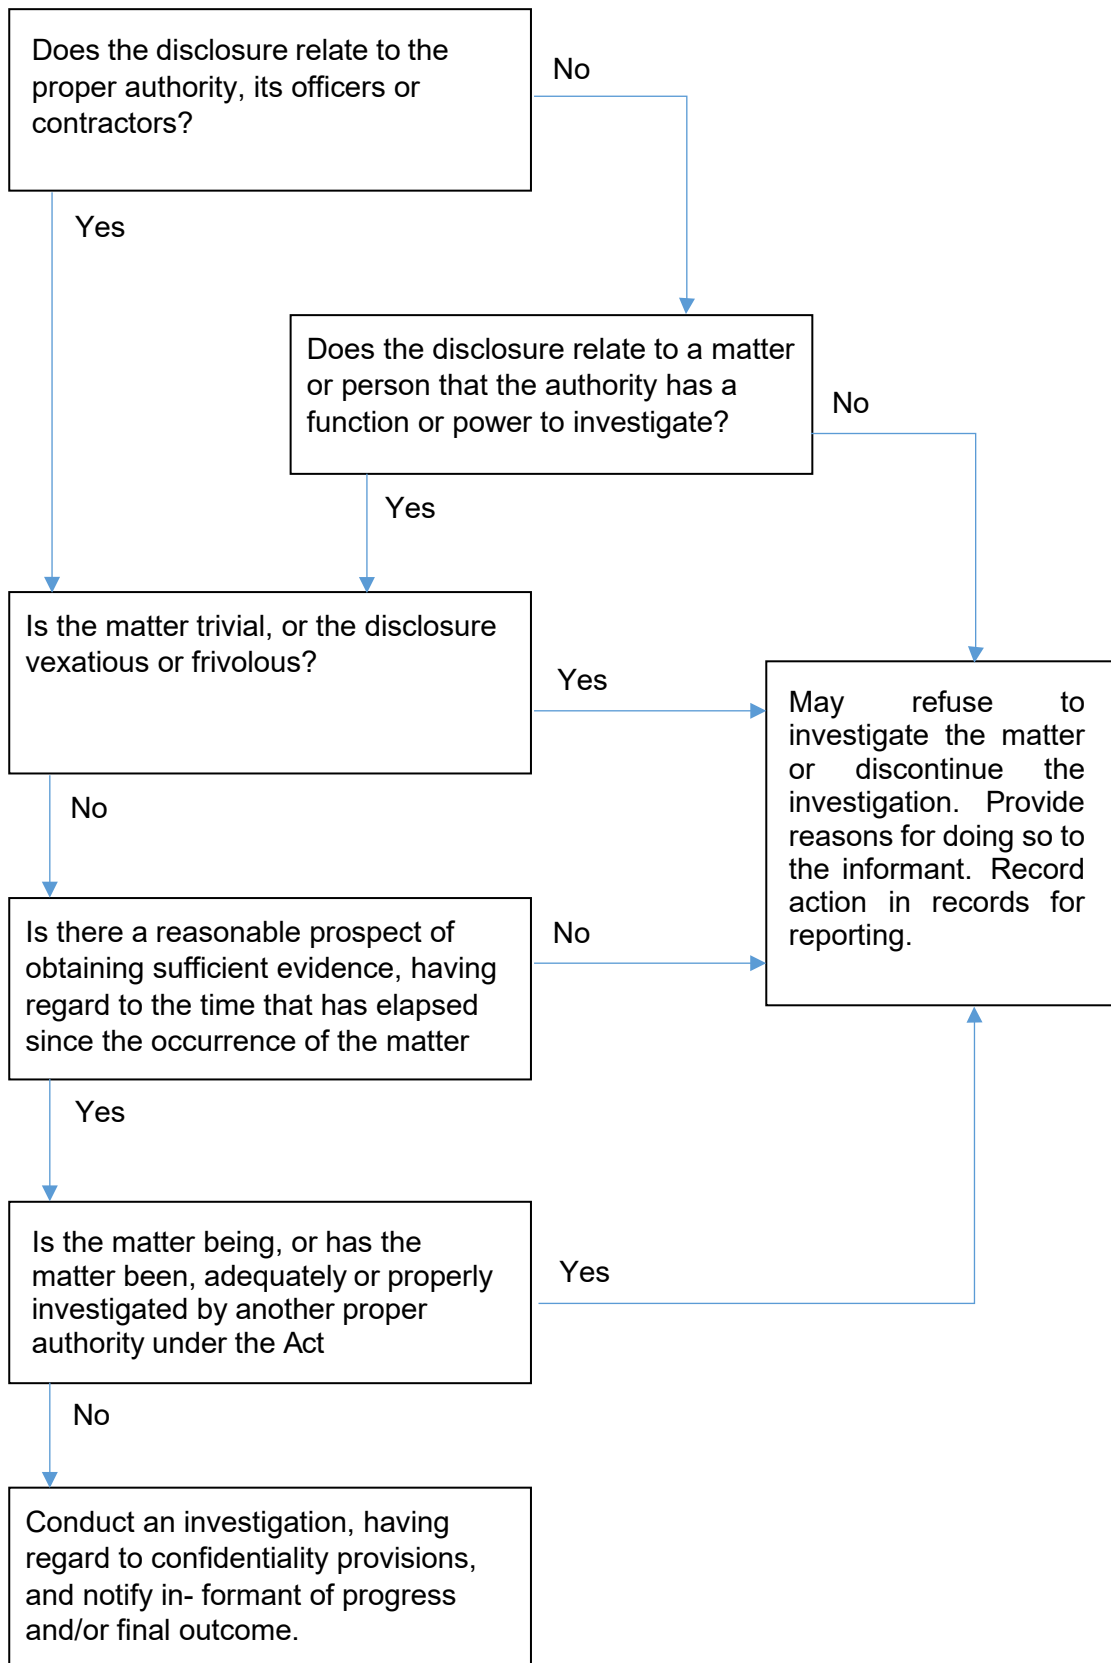 Does the disclosure relate to the
proper authority, its officers or
contractors?
No
Yes
Does the disclosure relate to a matter
or person that the authority has a
function or power to investigate?
No
Yes
Is the matter trivial, or the disclosure
vexatious or frivolous?
Yes
May refuse to
investigate the matter
or discontinue the
investigation. Provide
reasons for doing so to
the informant. Record
action in records for
reporting.
No
Is there a reasonable prospect of
obtaining sufficient evidence, having
regard to the time that has elapsed
since the occurrence of the matter
No
Yes
Is the matter being, or has the
matter been, adequately or properly
investigated by another proper
authority under the Act
Yes
No
Conduct an investigation, having
regard to confidentiality provisions,
and notify in- formant of progress
and/or final outcome.